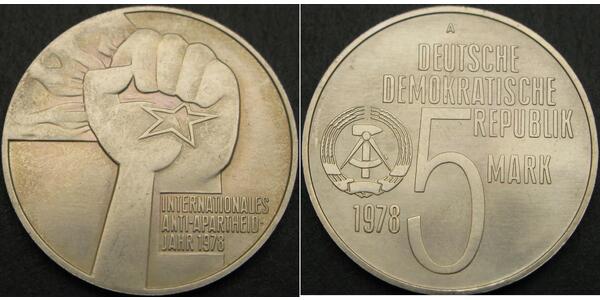 INTERNATIONALES
ANTI-APARTHEID-
JAHR 1978
A
DEUTSCHE
DEMOKRATISCHE
REPUBLIK
5 MARK
1978